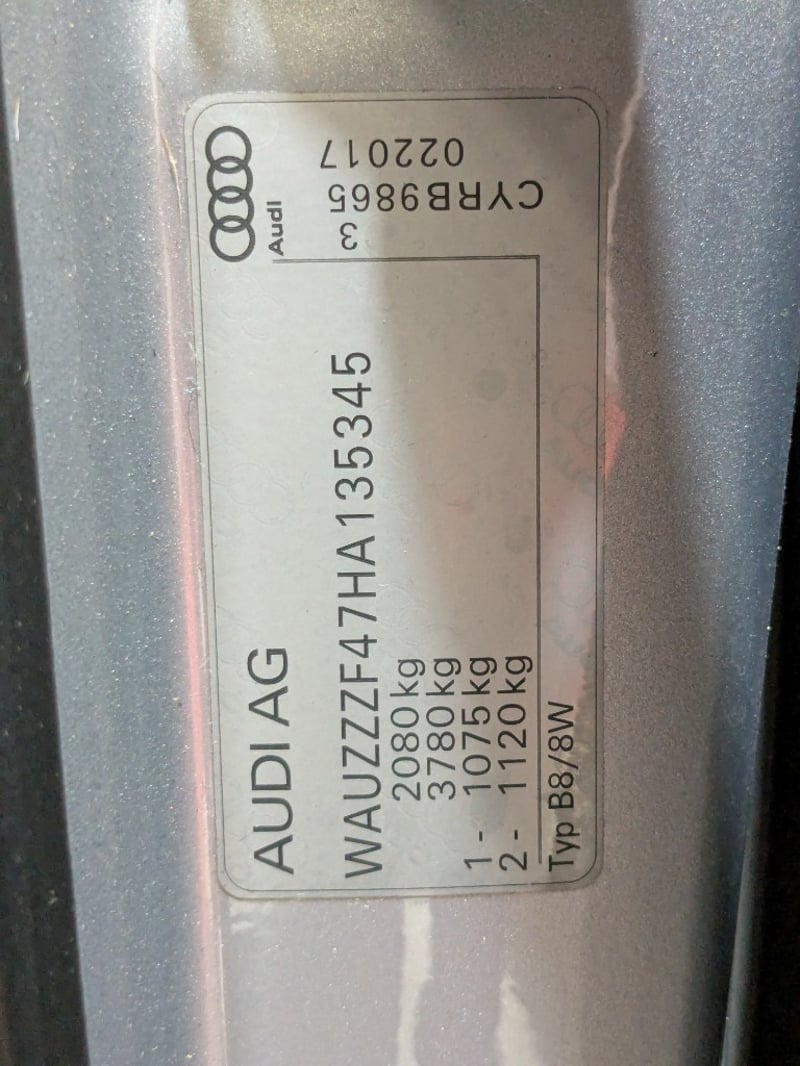 AUDI AG
WAUZZZF47HA135345
2080 kg
3780 kg
1 - 1075 kg
2 - 1120 kg
Typ B8/8W
Audi
3
CYRB9865
022017